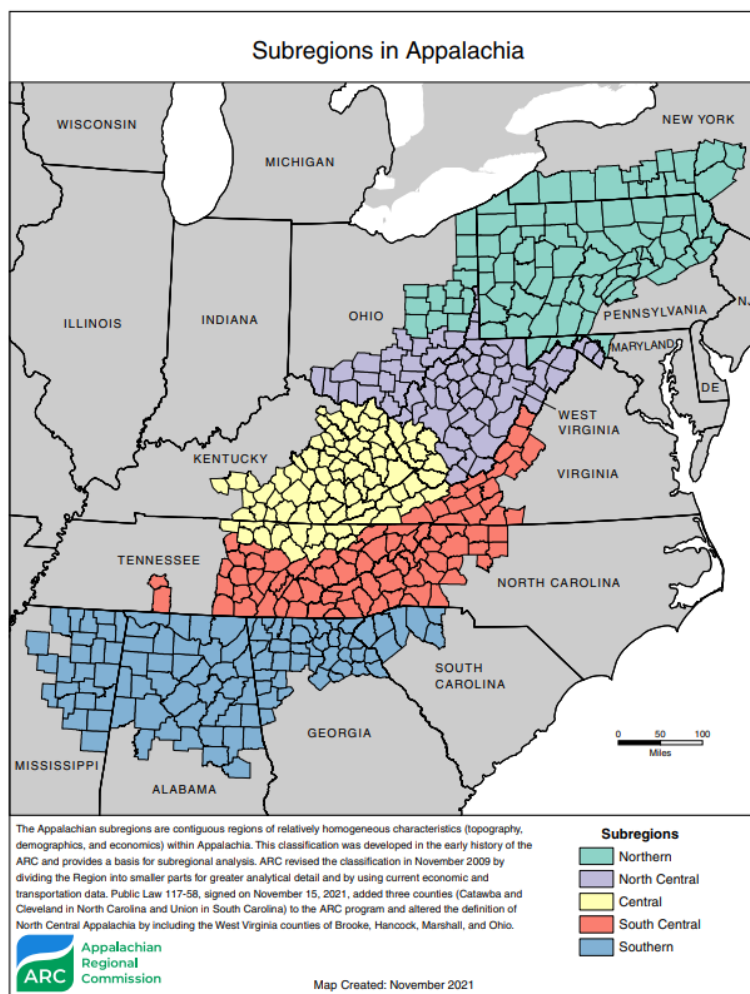 Subregions in Appalachia
WISCONSIN
NEW YORK
MICHIGAN
ILLINOIS
INDIANA
OHIO
PENNSYLVANIA
NJ
MARYLAND
DE
WEST
VIRGINIA
KENTUCKY
VIRGINIA
TENNESSEE
NORTH CAROLINA
SOUTH
CAROLINA
GEORGIA
MISSISSIPPI
ALABAMA
0 50 100
Miles
The Appalachian subregions are contiguous regions of relatively homogeneous characteristics (topography,
demographics, and economics) within Appalachia. This classification was developed in the early history of the
ARC and provides a basis for subregional analysis. ARC revised the classification in November 2009 by
dividing the Region into smaller parts for greater analytical detail and by using current economic and
transportation data. Public Law 117-58, signed on November 15, 2021, added three counties (Catawba and
Cleveland in North Carolina and Union in South Carolina) to the ARC program and altered the definition of
North Central Appalachia by including the West Virginia counties of Brooke, Hancock, Marshall, and Ohio.
Subregions
Northern
North Central
Central
South Central
Southern
ARC
Appalachian
Regional
Commission
Map Created: November 2021